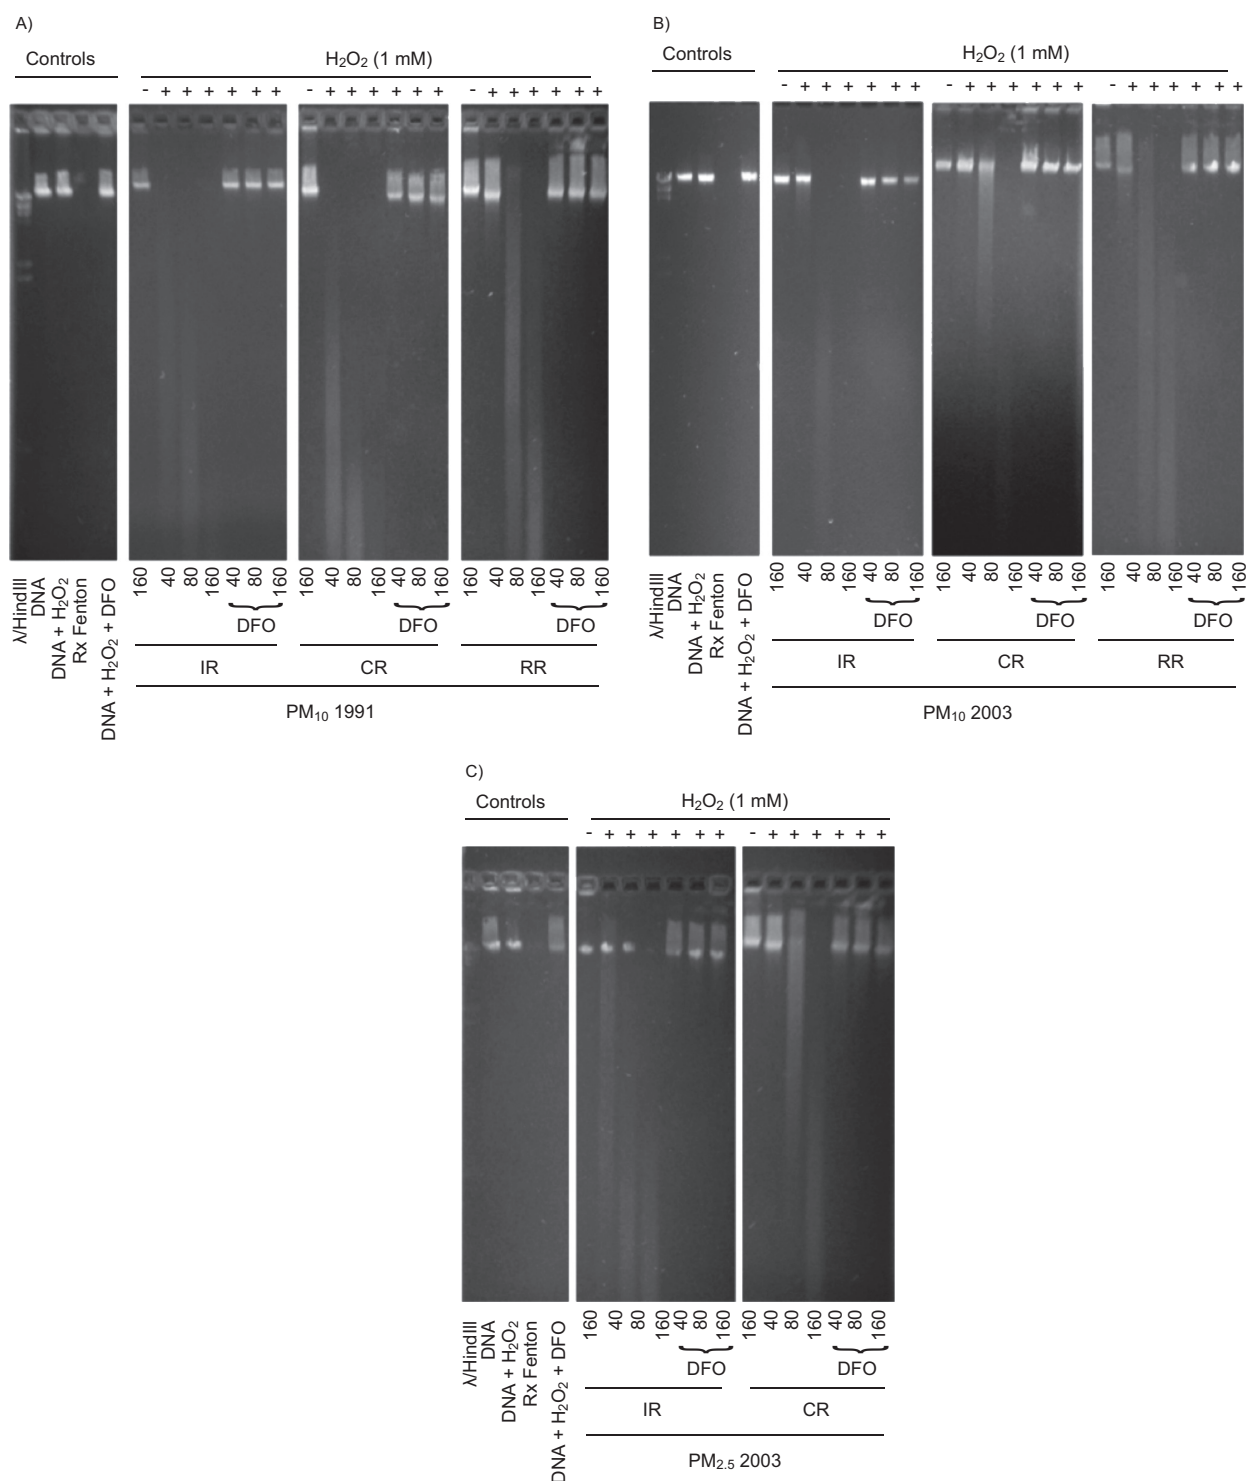 A)
Controls
H₂O₂ (1 mM)
- + + + + + +
- + + + + + +
- + + + + + +
λ/HindIII
DNA
DNA + H₂O₂
Rx Fenton
DNA + H₂O₂ + DFO
160 40 80 160 40 80 160
160 40 80 160 40 80 160
160 40 80 160 40 80 160
DFO DFO DFO
IR CR RR
PM₁₀ 1991
B)
Controls
H₂O₂ (1 mM)
- + + + + + +
- + + + + + +
- + + + + + +
λ/HindIII
DNA
DNA + H₂O₂
Rx Fenton
DNA + H₂O₂ + DFO
160 40 80 160 40 80 160
160 40 80 160 40 80 160
160 40 80 160 40 80 160
DFO DFO DFO
IR CR RR
PM₁₀ 2003
C)
Controls
H₂O₂ (1 mM)
- + + + + + +
- + + + + + +
λ/HindIII
DNA
DNA + H₂O₂
Rx Fenton
DNA + H₂O₂ + DFO
160 40 80 160 40 80 160
160 40 80 160 40 80 160
DFO DFO
IR CR
PM₂.₅ 2003